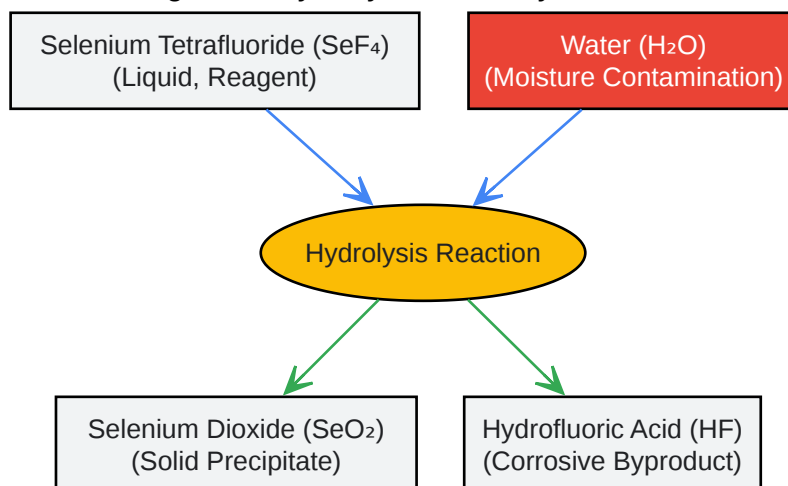 Selenium Tetrafluoride (SeF₄)
(Liquid, Reagent)
Water (H₂O)
(Moisture Contamination)
Hydrolysis Reaction
Selenium Dioxide (SeO₂)
(Solid Precipitate)
Hydrofluoric Acid (HF)
(Corrosive Byproduct)